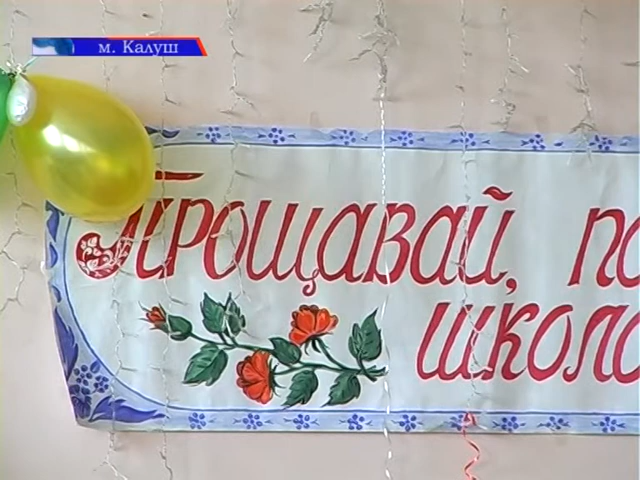 м. Калуш
Прощавай, по
школо